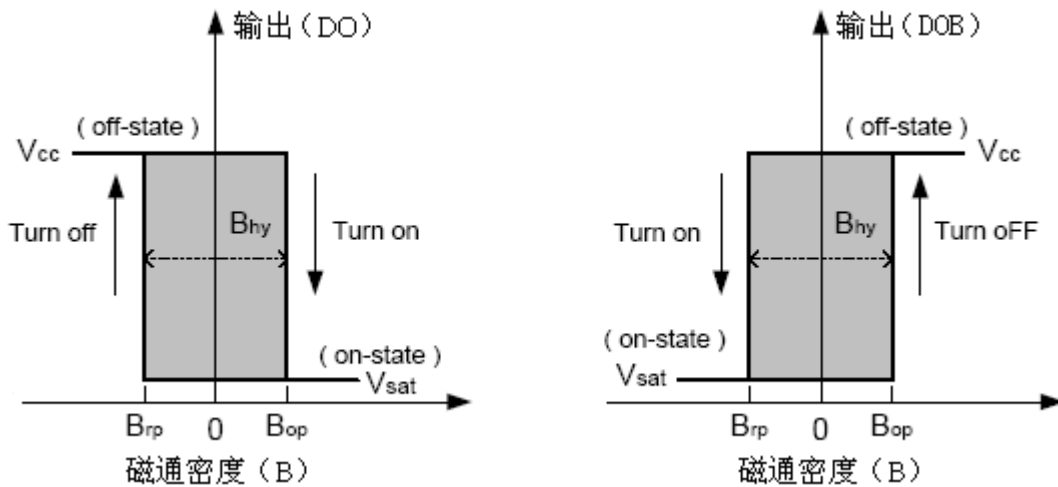 输出(DO)
(off-state)
Vcc
Turn off
Bhy
Turn on
(on-state)
Vsat
Brp
0
Bop
磁通密度(B)
输出(DOB)
(off-state)
Vcc
Turn on
Bhy
Turn oFF
(on-state)
Vsat
Brp
0
Bop
磁通密度(B)